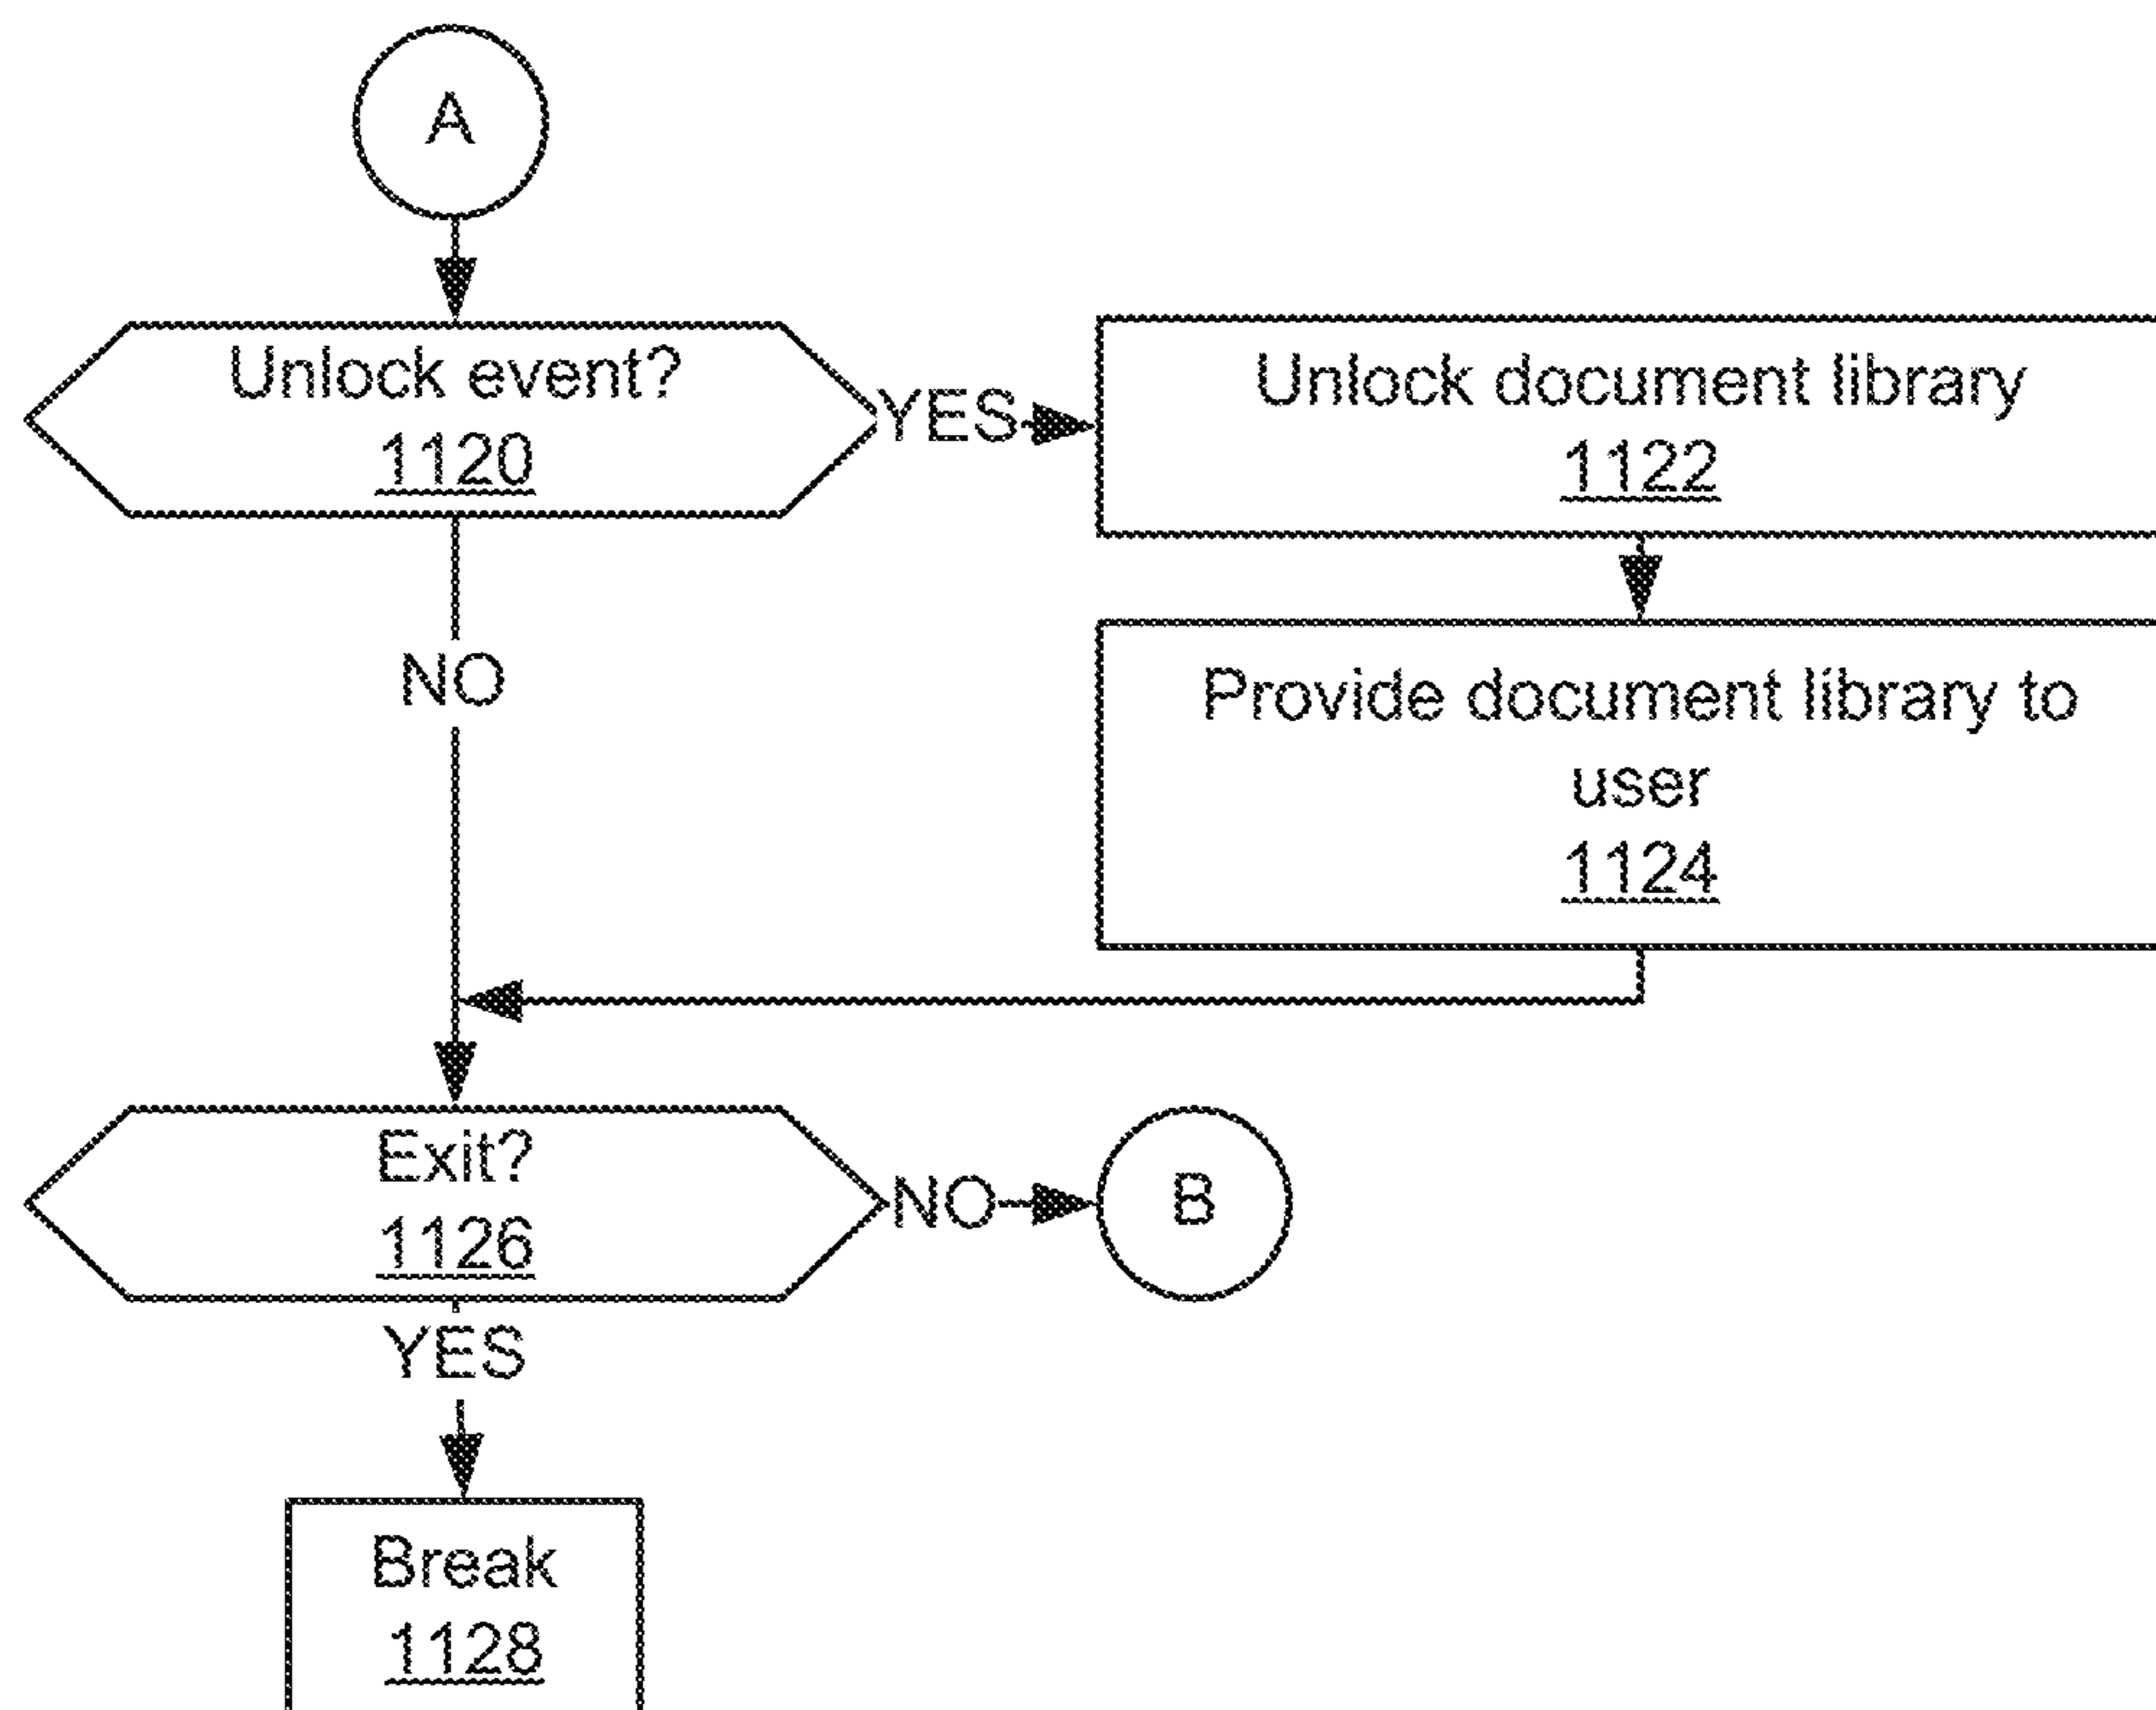 A
Unlock event?
1120
YES
Unlock document library
1122
NO
Provide document library to
user
1124
Exit?
1126
NO
B
YES
Break
1128